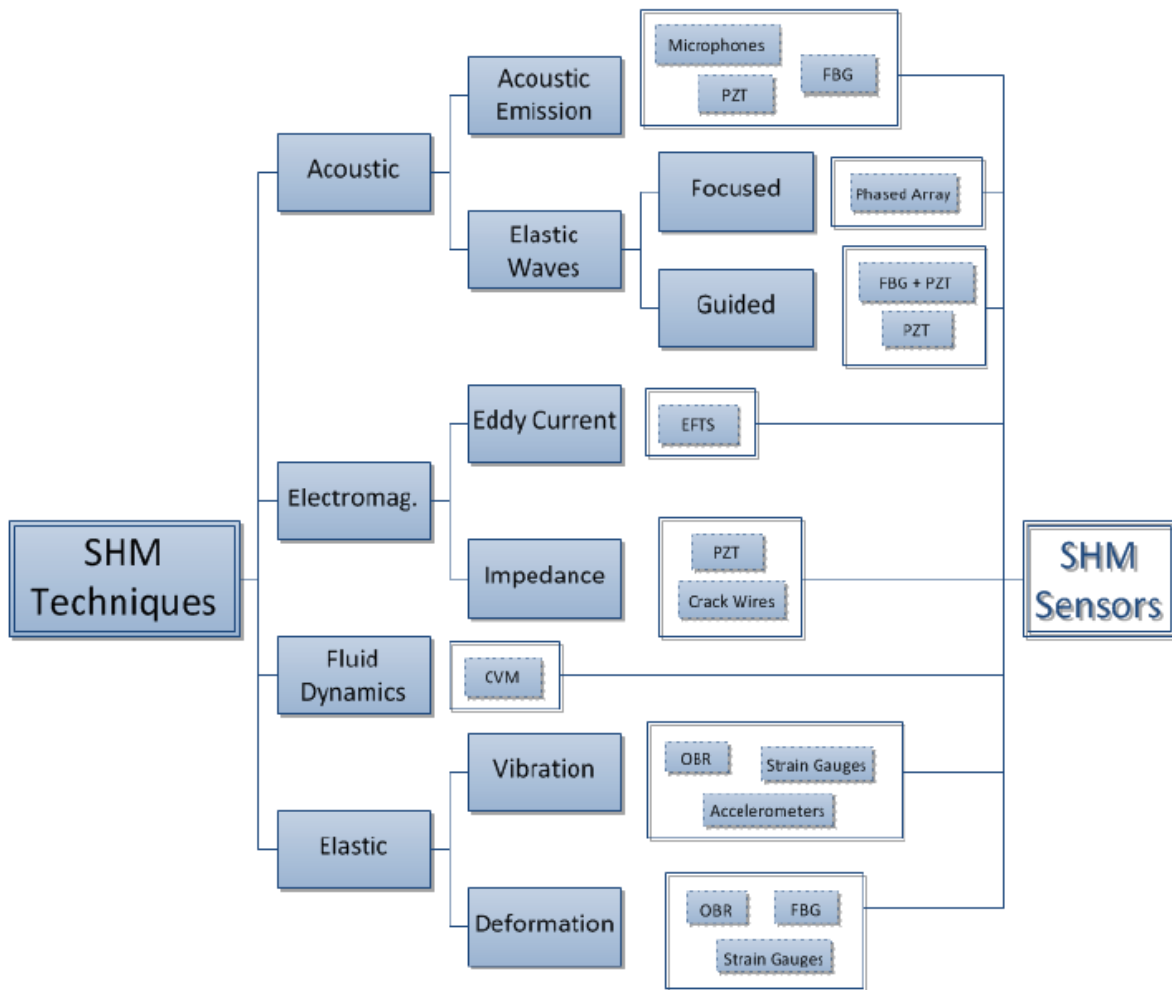 Microphones
FBG
PZT
Acoustic
Emission
Acoustic
Focused
Phased Array
Elastic
Waves
FBG + PZT
Guided
PZT
Eddy Current
EFTS
Electromag.
SHM
Techniques
PZT
Impedance
Crack Wires
SHM
Sensors
Fluid
Dynamics
CVM
Vibration
OBR
Strain Gauges
Accelerometers
Elastic
Deformation
OBR
FBG
Strain Gauges